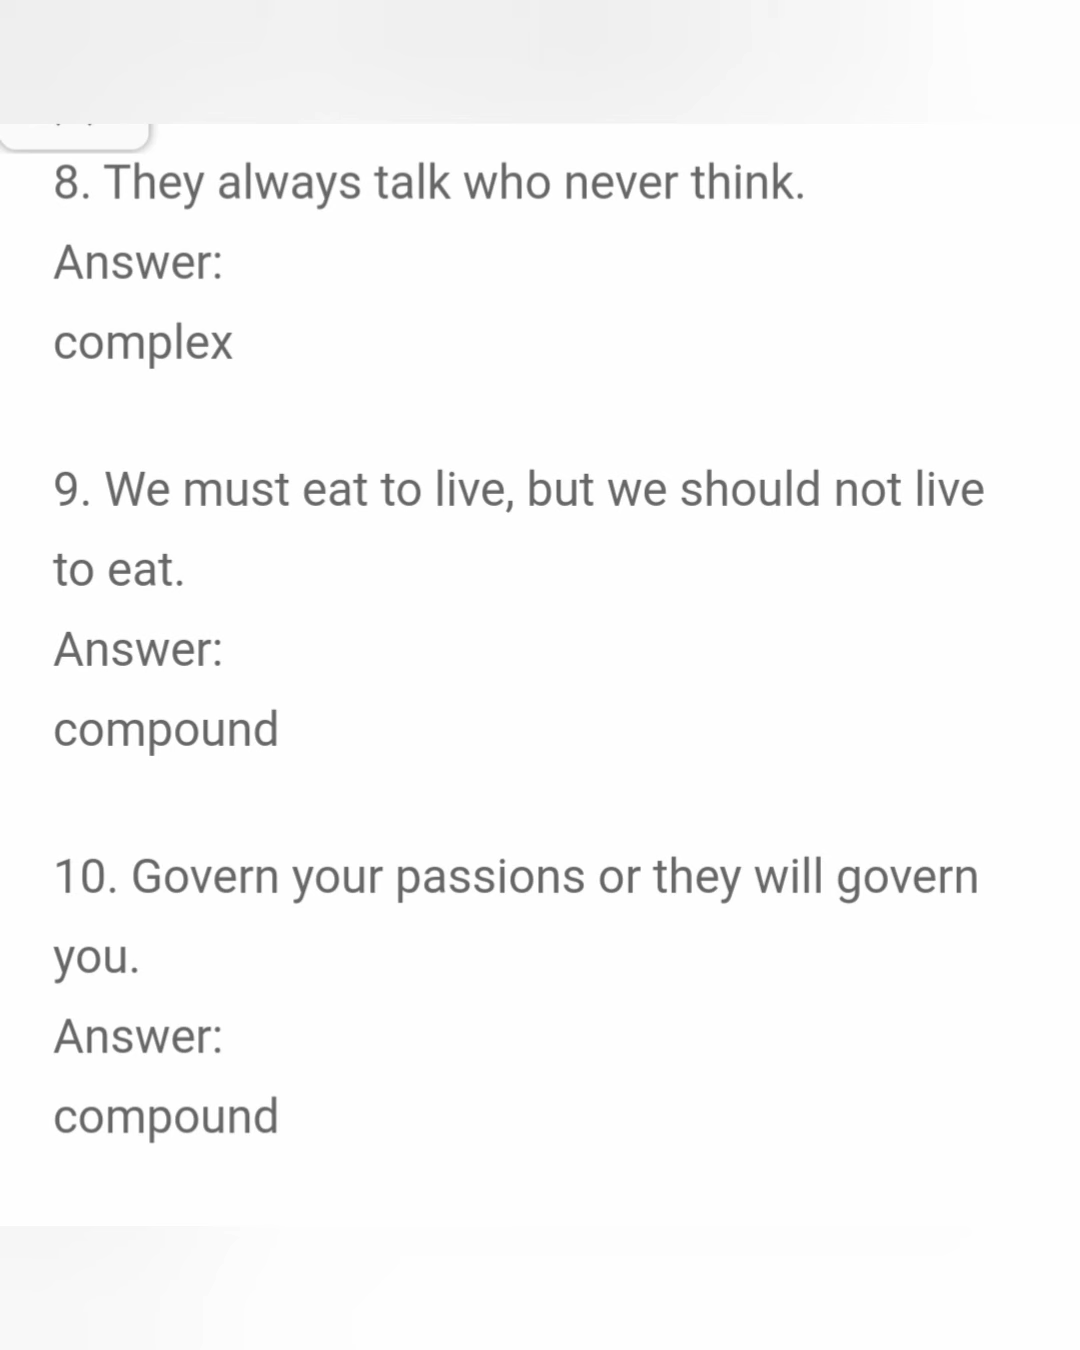 8. They always talk who never think.
Answer:
complex
9. We must eat to live, but we should not live
to eat.
Answer:
compound
10. Govern your passions or they will govern
you.
Answer:
compound